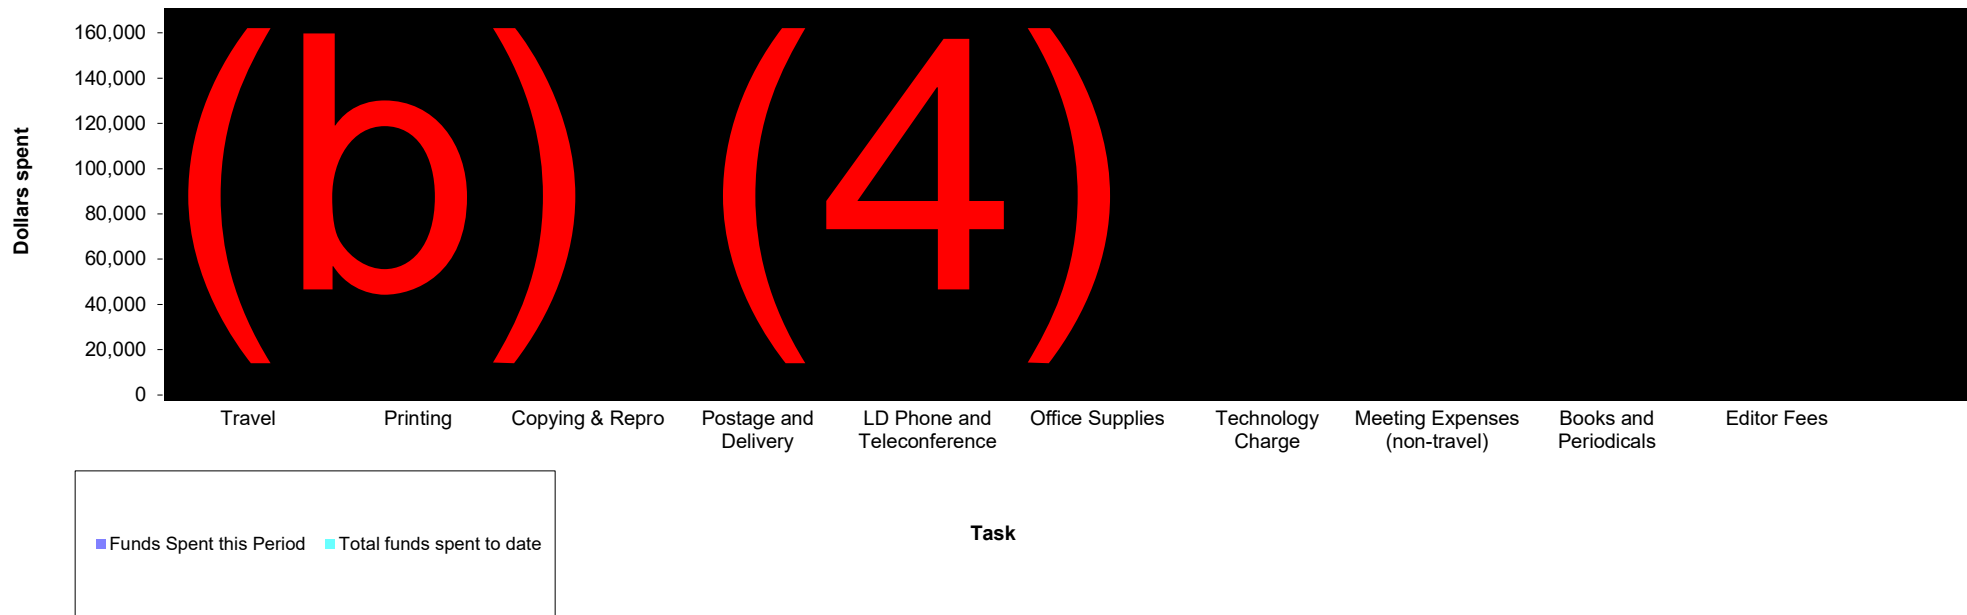 160,000
140,000
120,000
100,000
80,000
60,000
40,000
20,000
0
Dollars spent
(b) (4)
Travel
Printing
Copying & Repro
Postage and
Delivery
LD Phone and
Teleconference
Office Supplies
Technology
Charge
Meeting Expenses
(non-travel)
Books and
Periodicals
Editor Fees
Task
Funds Spent this Period
Total funds spent to date